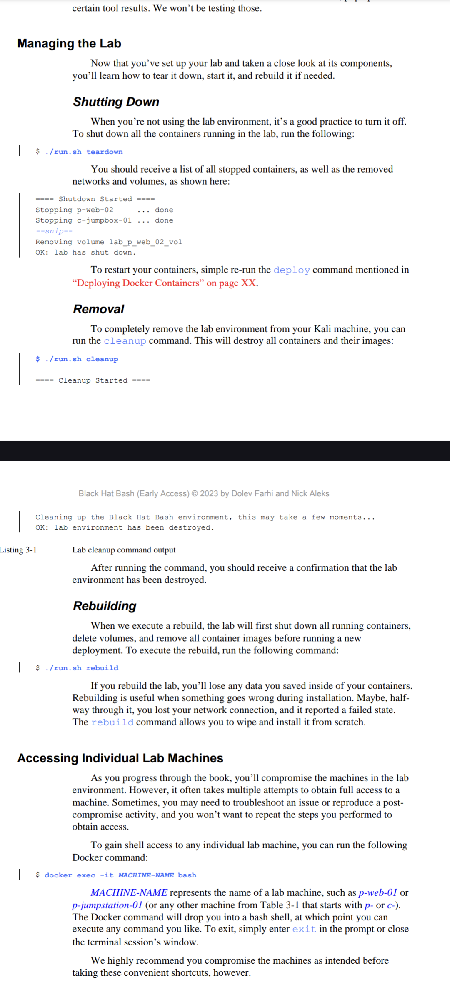 certain tool results. We won’t be testing those.
Managing the Lab
Now that you’ve set up your lab and taken a close look at its components,
you’ll learn how to tear it down, start it, and rebuild it if needed.
Shutting Down
When you’re not using the lab environment, it’s a good practice to turn it off.
To shut down all the containers running in the lab, run the following:
$ ./run.sh teardown
You should receive a list of all stopped containers, as well as the removed
networks and volumes, as shown here:
==== Shutdown Started ====
Stopping p-web-02 ... done
Stopping c-jumpbox-01 ... done
--snip--
Removing volume lab_p_web_02_vol
OK: lab has shut down.
To restart your containers, simple re-run the deploy command mentioned in
“Deploying Docker Containers” on page XX.
Removal
To completely remove the lab environment from your Kali machine, you can
run the cleanup command. This will destroy all containers and their images:
$ ./run.sh cleanup
==== Cleanup Started ====
Black Hat Bash (Early Access) © 2023 by Dolev Farhi and Nick Aleks
Cleaning up the Black Hat Bash environment, this may take a few moments...
OK: lab environment has been destroyed.
Listing 3-1 Lab cleanup command output
After running the command, you should receive a confirmation that the lab
environment has been destroyed.
Rebuilding
When we execute a rebuild, the lab will first shut down all running containers,
delete volumes, and remove all container images before running a new
deployment. To execute the rebuild, run the following command:
$ ./run.sh rebuild
If you rebuild the lab, you’ll lose any data you saved inside of your containers.
Rebuilding is useful when something goes wrong during installation. Maybe, half-
way through it, you lost your network connection, and it reported a failed state.
The rebuild command allows you to wipe and install it from scratch.
Accessing Individual Lab Machines
As you progress through the book, you’ll compromise the machines in the lab
environment. However, it often takes multiple attempts to obtain full access to a
machine. Sometimes, you may need to troubleshoot an issue or reproduce a post-
compromise activity, and you won’t want to repeat the steps you performed to
obtain access.
To gain shell access to any individual lab machine, you can run the following
Docker command:
$ docker exec -it MACHINE-NAME bash
MACHINE-NAME represents the name of a lab machine, such as p-web-01 or
p-jumpstation-01 (or any other machine from Table 3-1 that starts with p- or c-).
The Docker command will drop you into a bash shell, at which point you can
execute any command you like. To exit, simply enter exit in the prompt or close
the terminal session’s window.
We highly recommend you compromise the machines as intended before
taking these convenient shortcuts, however.